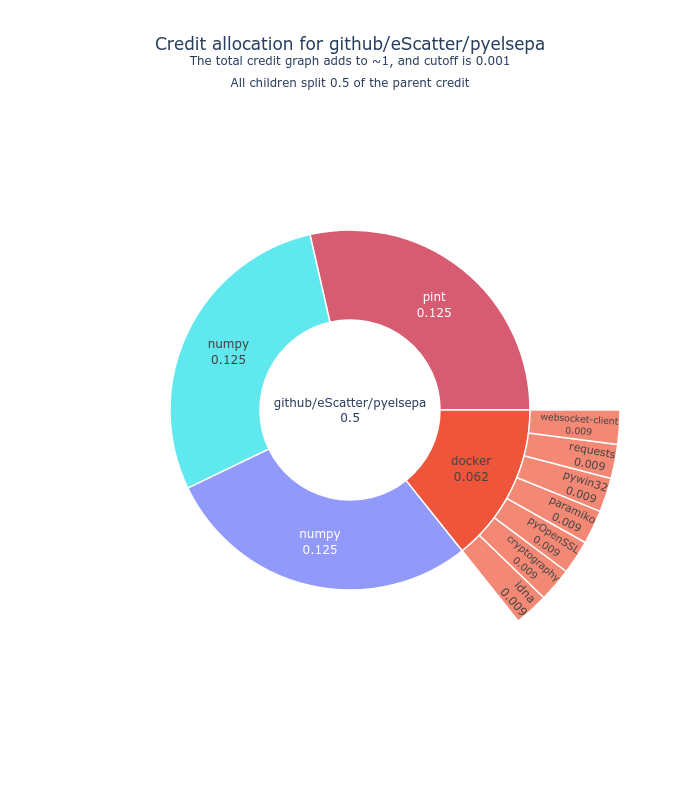 Credit allocation for github/eScatter/pyelsepa
The total credit graph adds to ~1, and cutoff is 0.001
All children split 0.5 of the parent credit
pint
0.125
numpy
0.125
github/eScatter/pyelsepa
0.5
websocket-client
0.009
requests
0.009
docker
0.062
pywin32
0.009
paramiko
0.009
pyOpenSSL
0.009
cryptography
0.009
idna
0.009
numpy
0.125